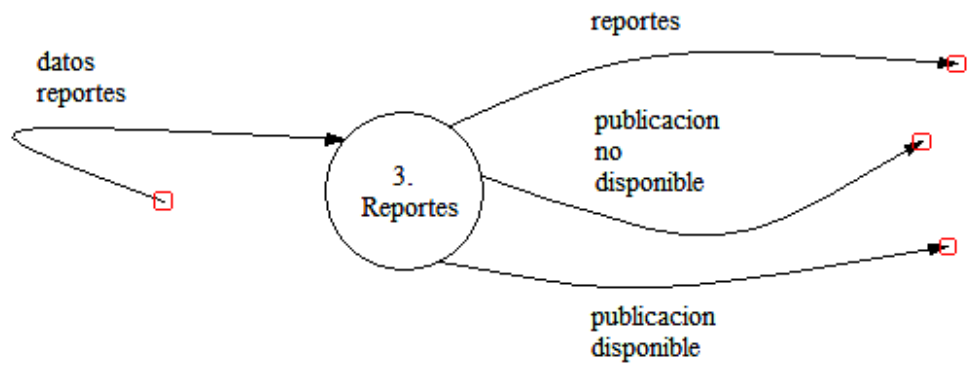 datos
reportes
3.
Reportes
reportes
publicacion
no
disponible
publicacion
disponible